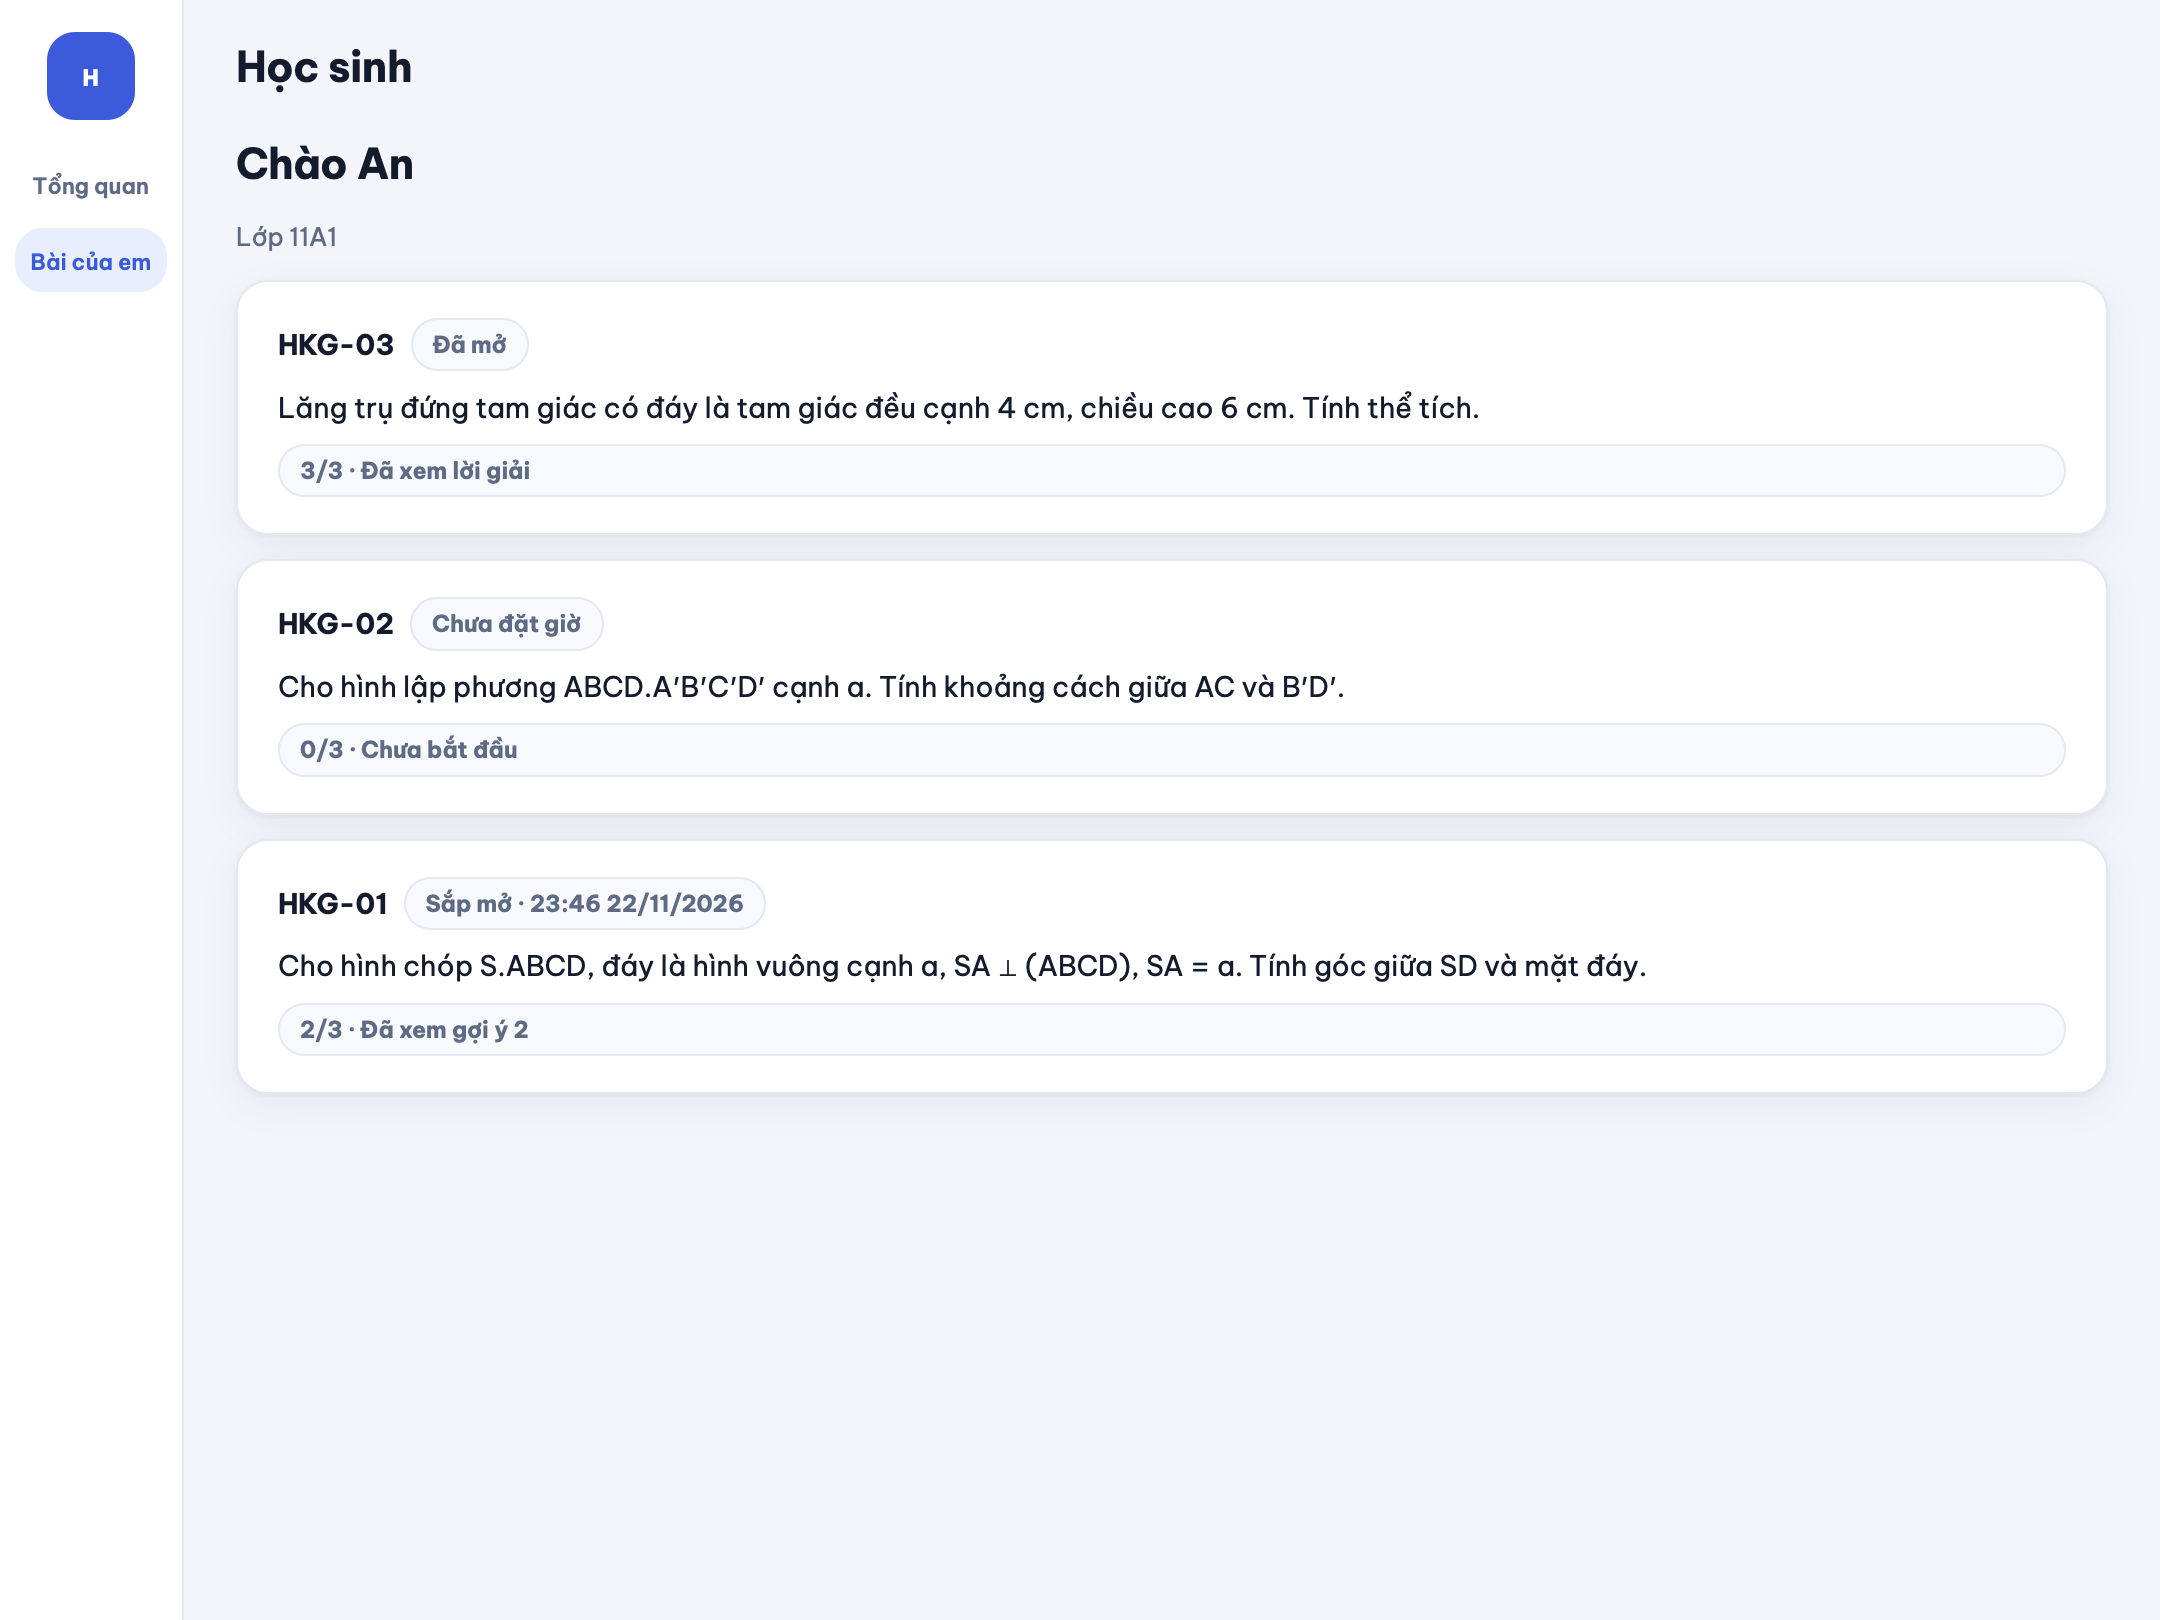 H
Tổng quan
Bài của em
Học sinh
Chào An
Lớp 11A1
HKG-03 Đã mở
Lăng trụ đứng tam giác có đáy là tam giác đều cạnh 4 cm, chiều cao 6 cm. Tính thể tích.
3/3 · Đã xem lời giải
HKG-02 Chưa đặt giờ
Cho hình lập phương ABCD.A′B′C′D′ cạnh a. Tính khoảng cách giữa AC và B′D′.
0/3 · Chưa bắt đầu
HKG-01 Sắp mở · 23:46 22/11/2026
Cho hình chóp S.ABCD, đáy là hình vuông cạnh a, SA ⊥ (ABCD), SA = a. Tính góc giữa SD và mặt đáy.
2/3 · Đã xem gợi ý 2